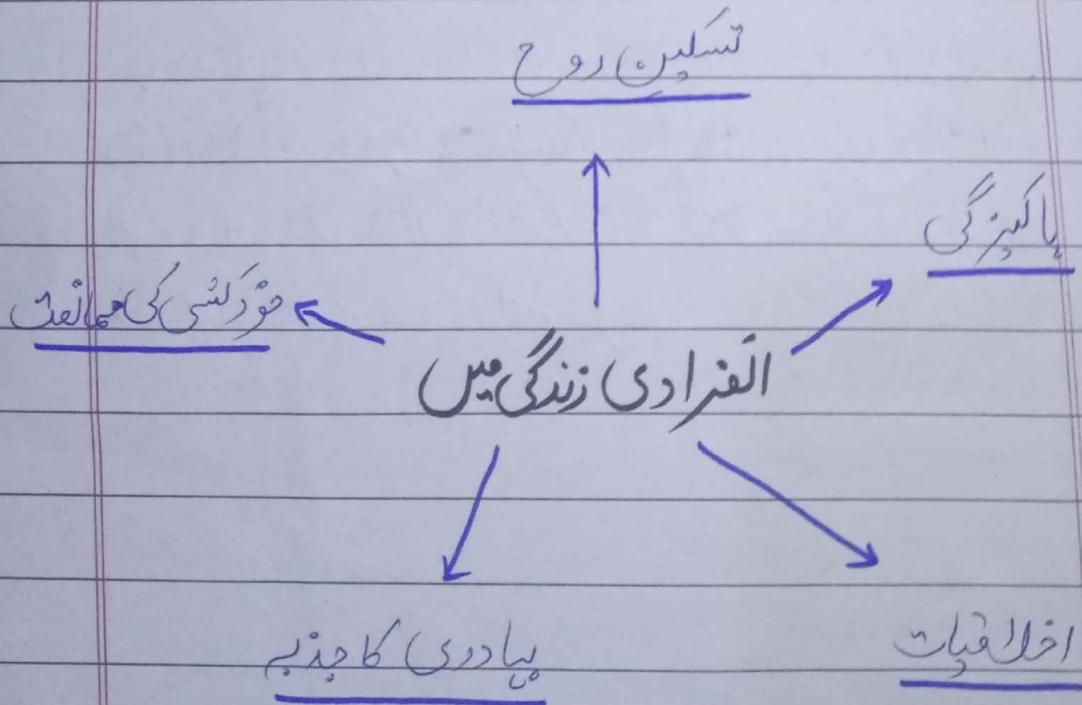 تسکین روح
پاکیزگی
خودکشی کی ممانعت
انفرادی زندگی میں
بہادری کا جذبہ
اخلاقیات